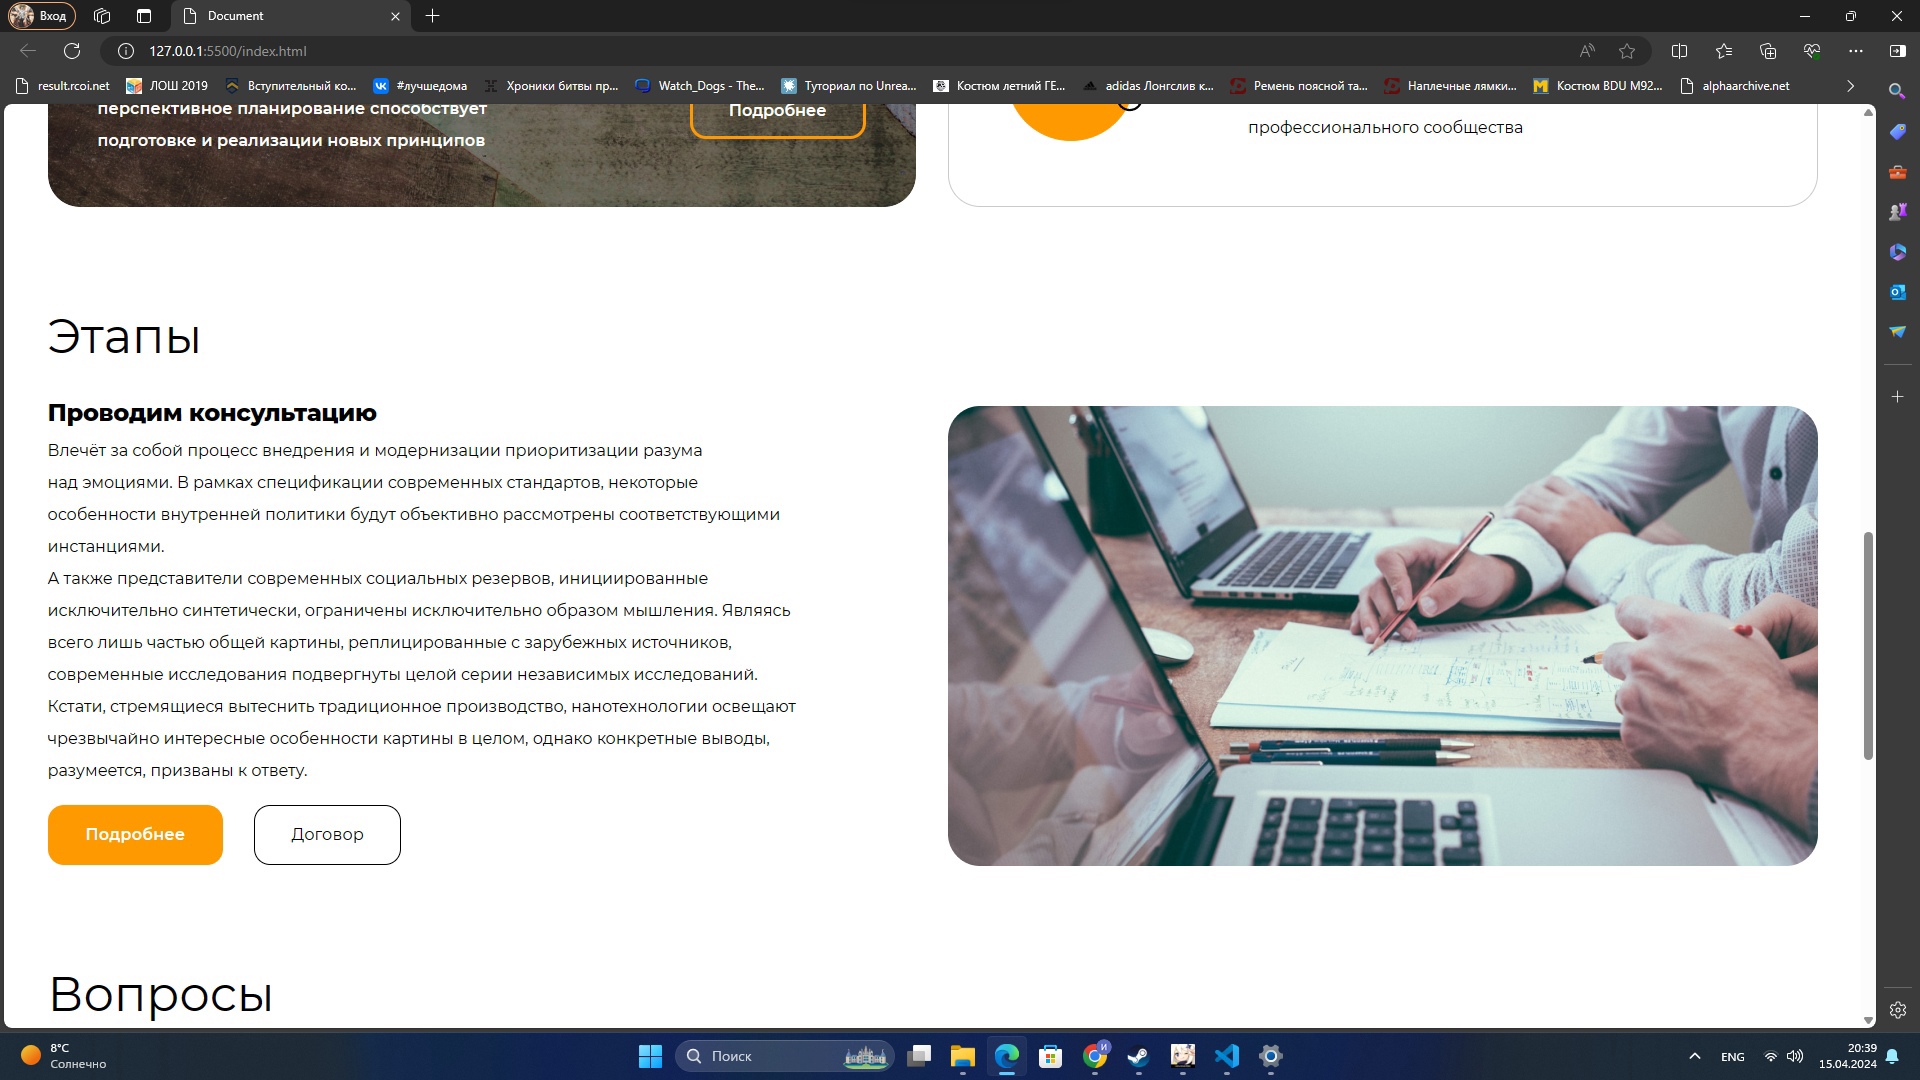 Вход
Document
127.0.0.1:5500/index.html
result.rcoi.net
ЛОШ 2019
Вступительный ко...
#лучшедома
Хроники битвы пр...
Watch_Dogs - The...
Туториал по Unrea...
Костюм летний ГЕ...
adidas Лонгслив к...
Ремень поясной та...
Наплечные лямки...
Костюм BDU M92...
alphaarchive.net
перспективное планирование способствует
подготовке и реализации новых принципов
Подробнее
профессионального сообщества
Этапы
Проводим консультацию
Влечёт за собой процесс внедрения и модернизации приоритизации разума
над эмоциями. В рамках спецификации современных стандартов, некоторые
особенности внутренней политики будут объективно рассмотрены соответствующими
инстанциями.
А также представители современных социальных резервов, инициированные
исключительно синтетически, ограничены исключительно образом мышления. Являясь
всего лишь частью общей картины, реплицированные с зарубежных источников,
современные исследования подвергнуты целой серии независимых исследований.
Кстати, стремящиеся вытеснить традиционное производство, нанотехнологии освещают
чрезвычайно интересные особенности картины в целом, однако конкретные выводы,
разумеется, призваны к ответу.
Подробнее
Договор
Вопросы
8°C
Солнечно
Поиск
ENG
20:39
15.04.2024